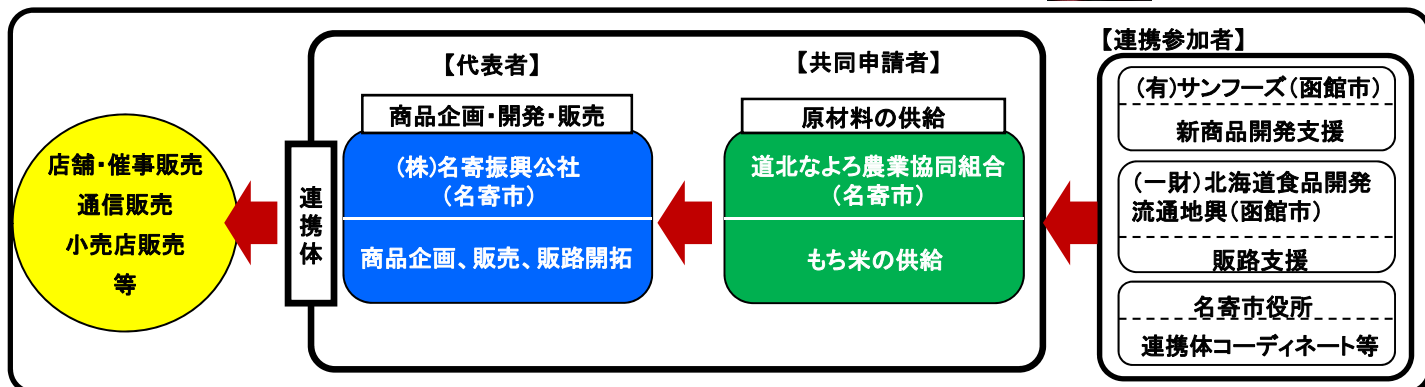 【連携参加者】
【代表者】
【共同申請者】
商品企画・開発・販売
原材料の供給
店舗・催事販売
通信販売
小売店販売
等
連携体
(株)名寄振興公社
(名寄市)
商品企画、販売、販路開拓
道北なよろ農業協同組合
(名寄市)
もち米の供給
(有)サンフーズ(函館市)
新商品開発支援
(一財)北海道食品開発
流通地興(函館市)
販路支援
名寄市役所
連携体コーディネート等